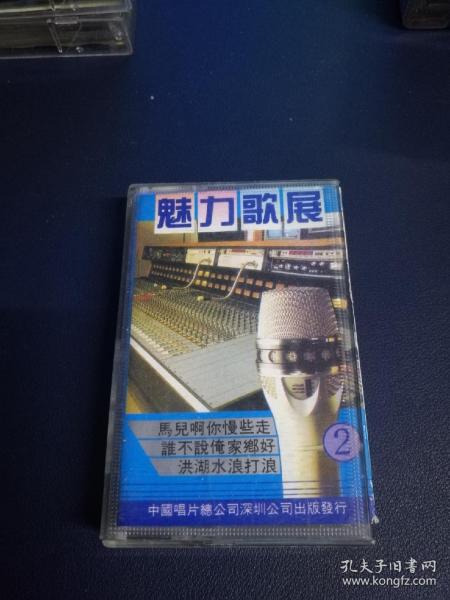 魅力歌展
馬兒啊你慢些走
誰不說俺家鄉好
洪湖水浪打浪
2
中國唱片總公司深圳公司出版發行
孔夫子旧书网
www.kongfz.com